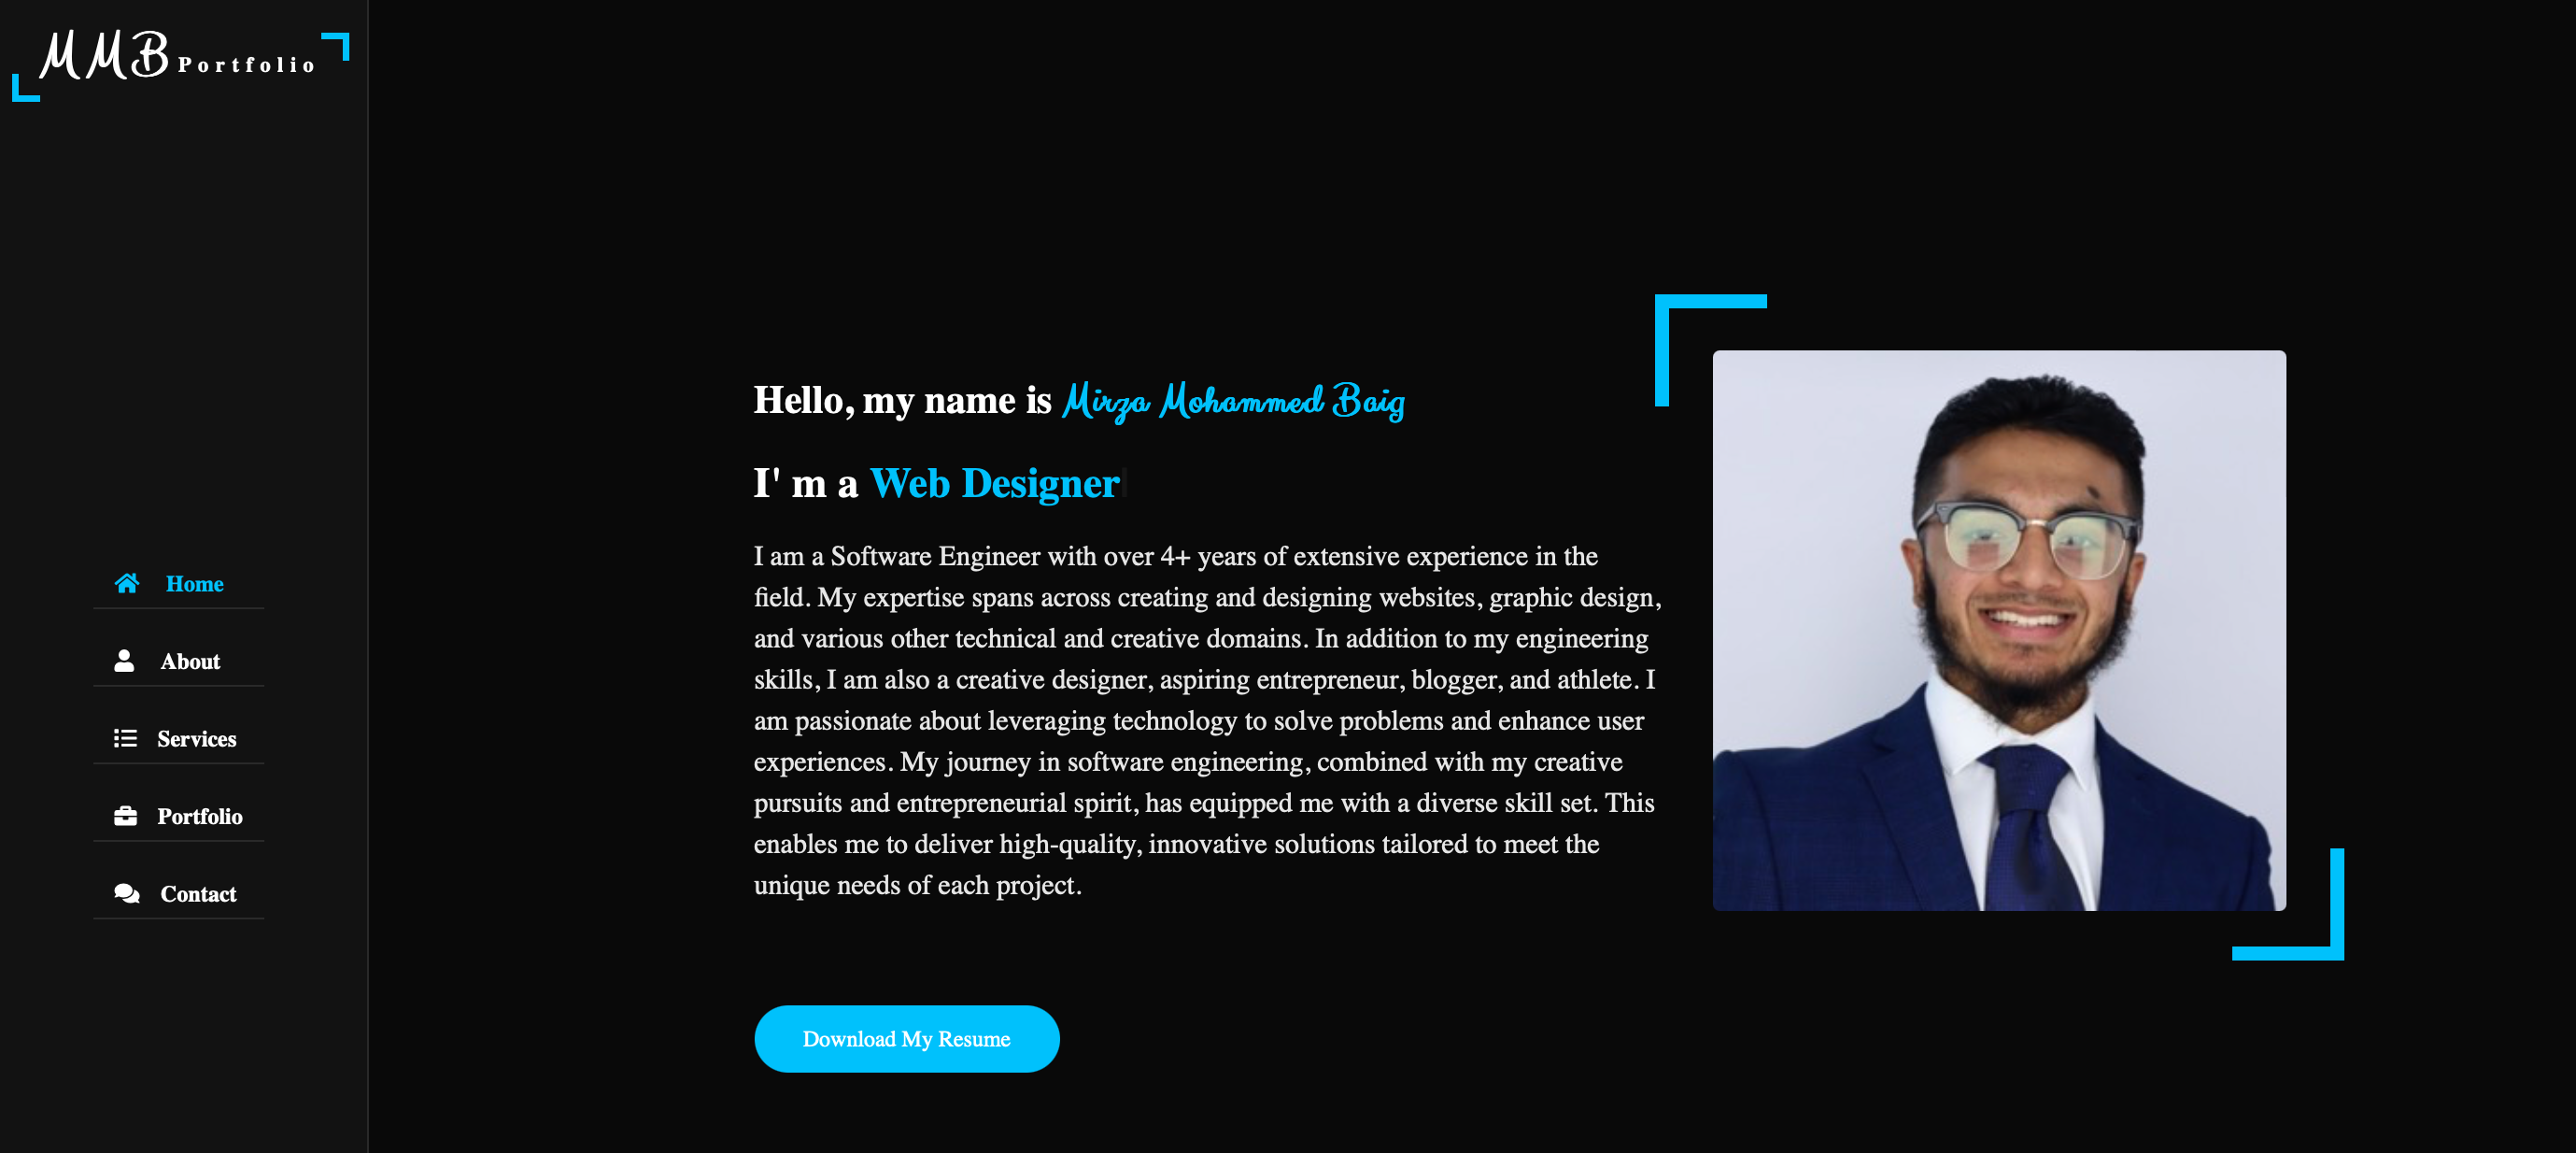 MMB Portfolio
Home
About
Services
Portfolio
Contact
Hello, my name is Mirza Mohammed Baig
I' m a Web Designer
I am a Software Engineer with over 4+ years of extensive experience in the
field. My expertise spans across creating and designing websites, graphic design,
and various other technical and creative domains. In addition to my engineering
skills, I am also a creative designer, aspiring entrepreneur, blogger, and athlete. I
am passionate about leveraging technology to solve problems and enhance user
experiences. My journey in software engineering, combined with my creative
pursuits and entrepreneurial spirit, has equipped me with a diverse skill set. This
enables me to deliver high-quality, innovative solutions tailored to meet the
unique needs of each project.
Download My Resume